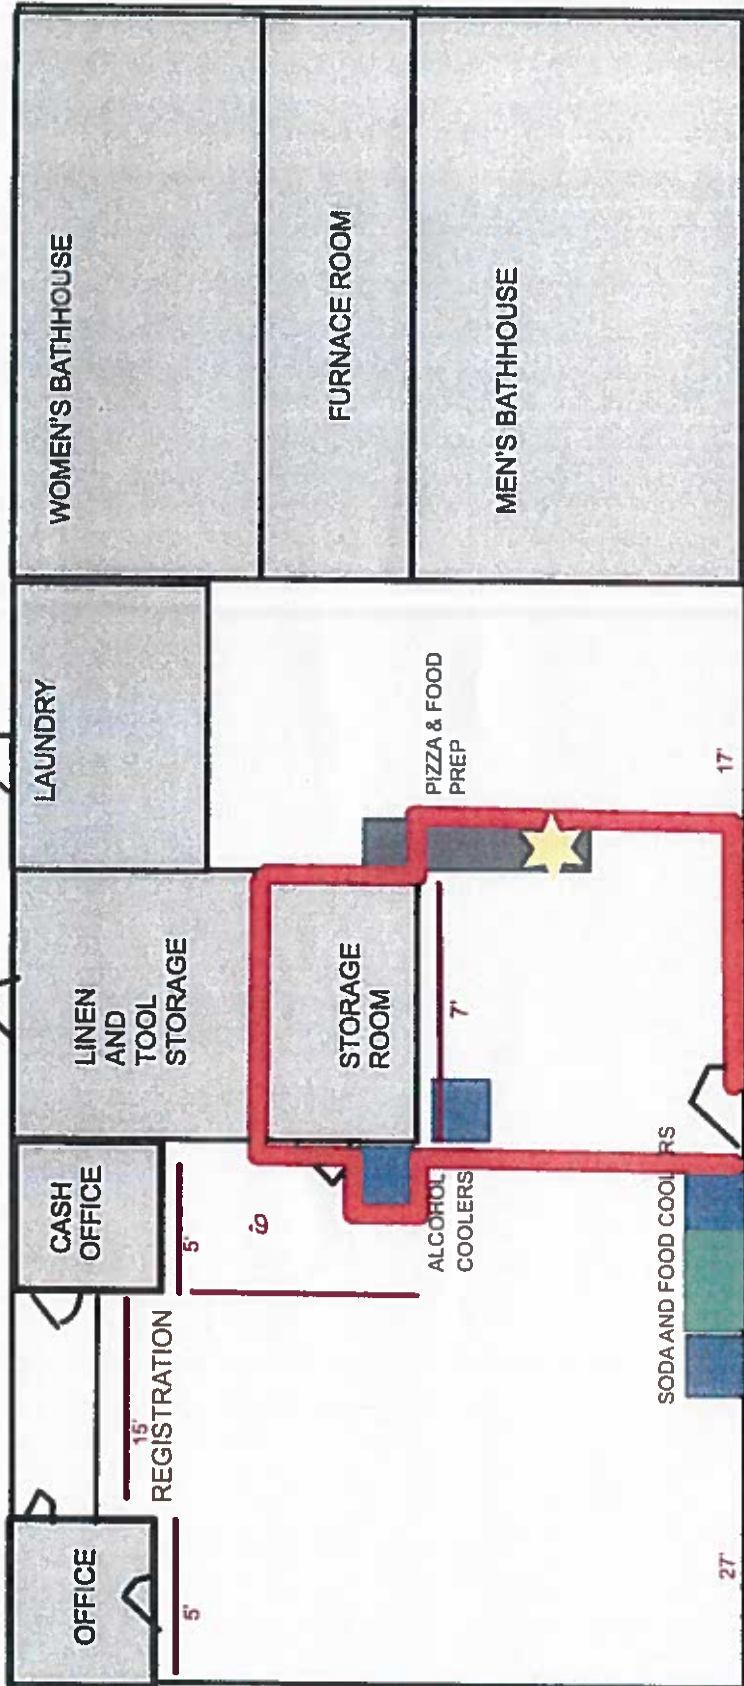 OFFICE
5'
15'
REGISTRATION
CASH
OFFICE
5'
LINEN
AND
TOOL
STORAGE
LAUNDRY
WOMEN'S BATHHOUSE
FURNACE ROOM
STORAGE
ROOM
7'
ALCOHOL
COOLERS
PIZZA & FOOD
PREP
MEN'S BATHHOUSE
SODA AND FOOD COOLERS
27'
17'